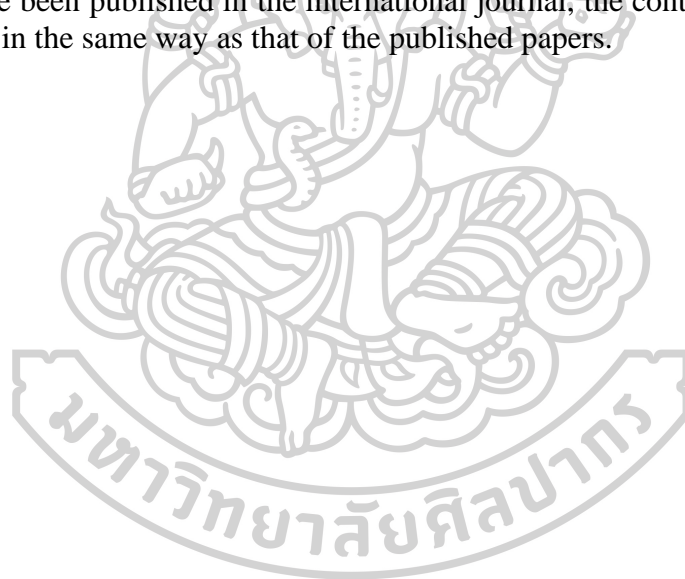 been published in the international journal, the cont
in the same way as that of the published papers.
มหาวิทยาลัยศิลปากร